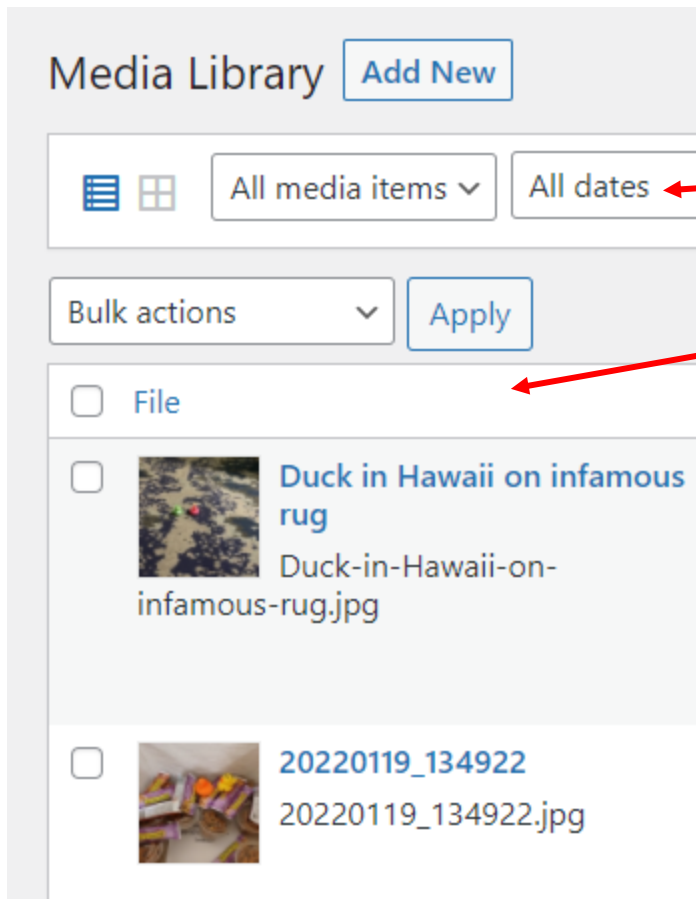 Media Library Add New
All media items All dates
Bulk actions Apply
File
Duck in Hawaii on infamous
rug
Duck-in-Hawaii-on-
infamous-rug.jpg
20220119_134922
20220119_134922.jpg